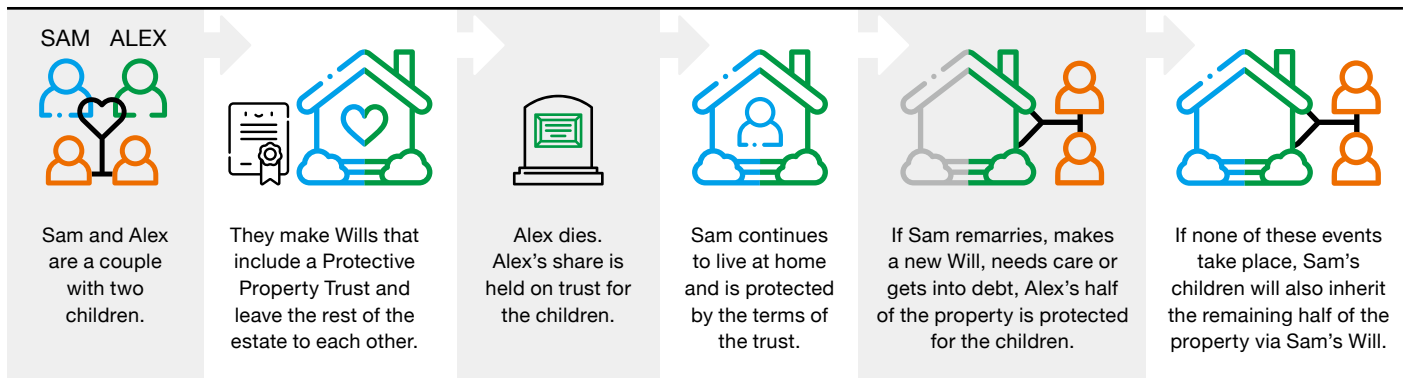 SAM ALEX
Sam and Alex
are a couple
with two
children.
They make Wills that
include a Protective
Property Trust and
leave the rest of the
estate to each other.
Alex dies.
Alex's share is
held on trust for
the children.
Sam continues
to live at home
and is protected
by the terms of
the trust.
If Sam remarries, makes
a new Will, needs care or
gets into debt, Alex's half
of the property is protected
for the children.
If none of these events
take place, Sam's
children will also inherit
the remaining half of the
property via Sam's Will.